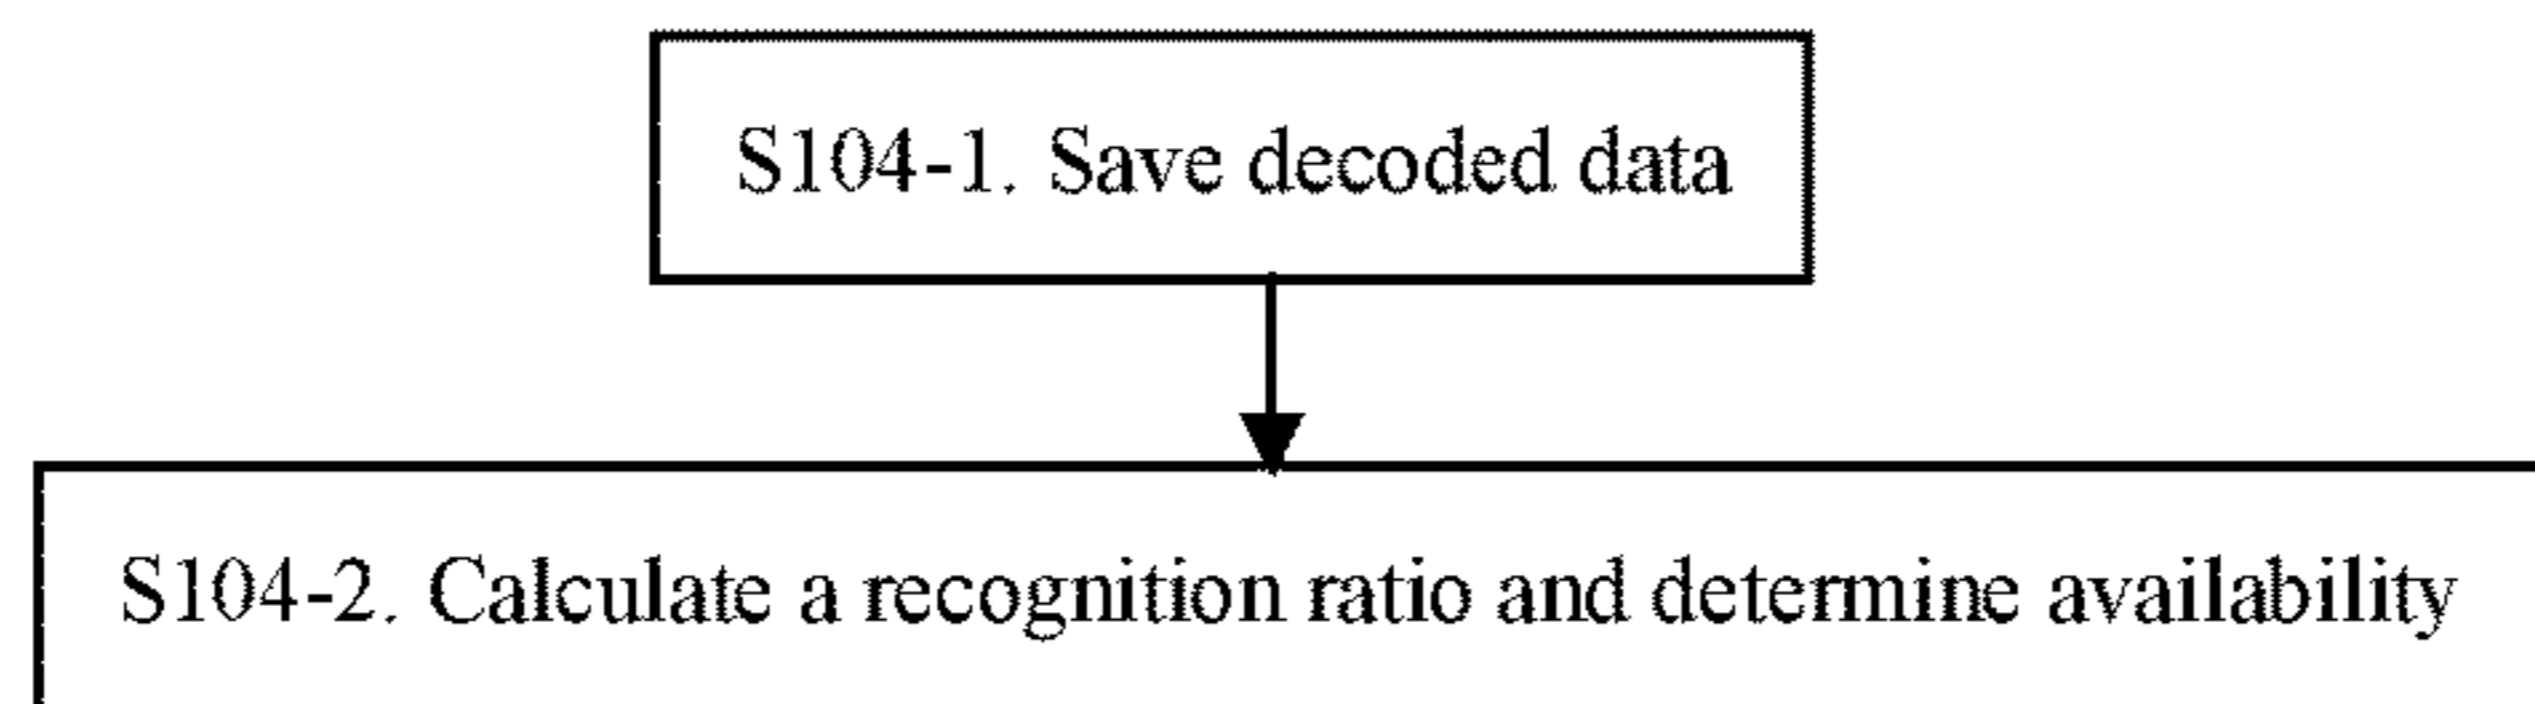 S104-1. Save decoded data
S104-2. Calculate a recognition ratio and determine availability